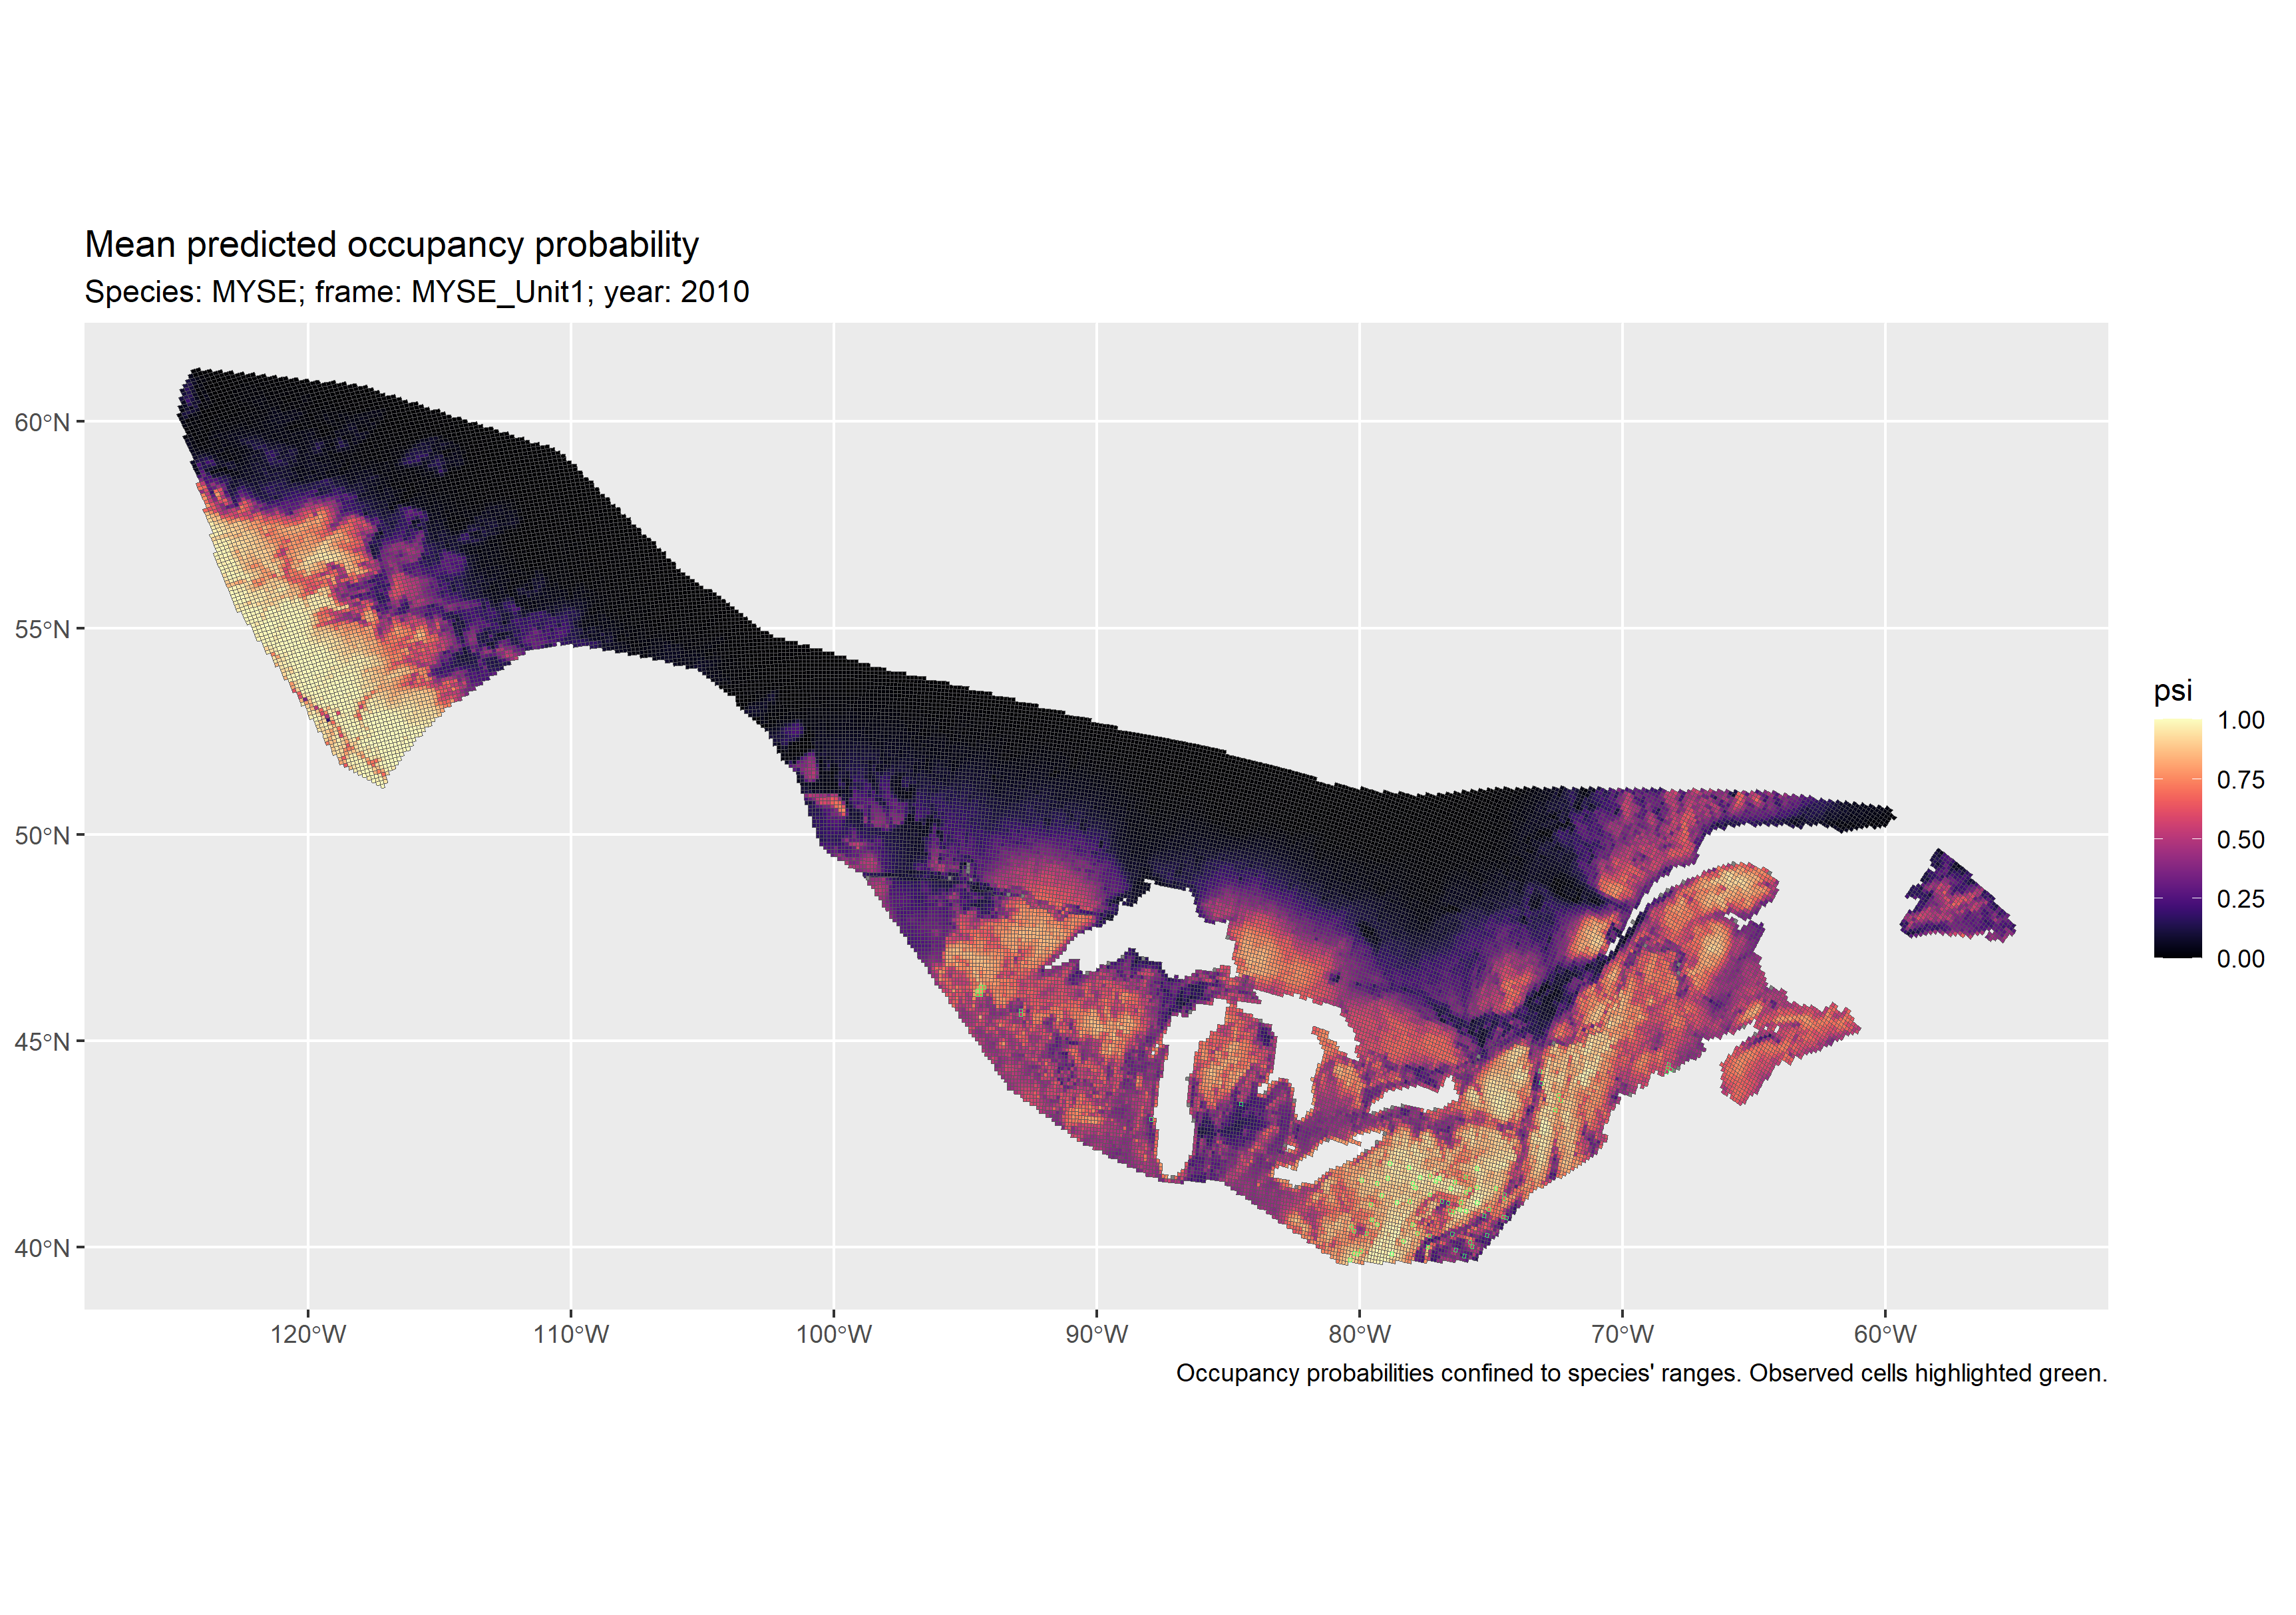 Mean predicted occupancy probability
Species: MYSE; frame: MYSE_Unit1; year: 2010
60°N
55°N
50°N
45°N
40°N
120°W
110°W
100°W
90°W
80°W
70°W
60°W
psi
1.00
0.75
0.50
0.25
0.00
Occupancy probabilities confined to species' ranges. Observed cells highlighted green.